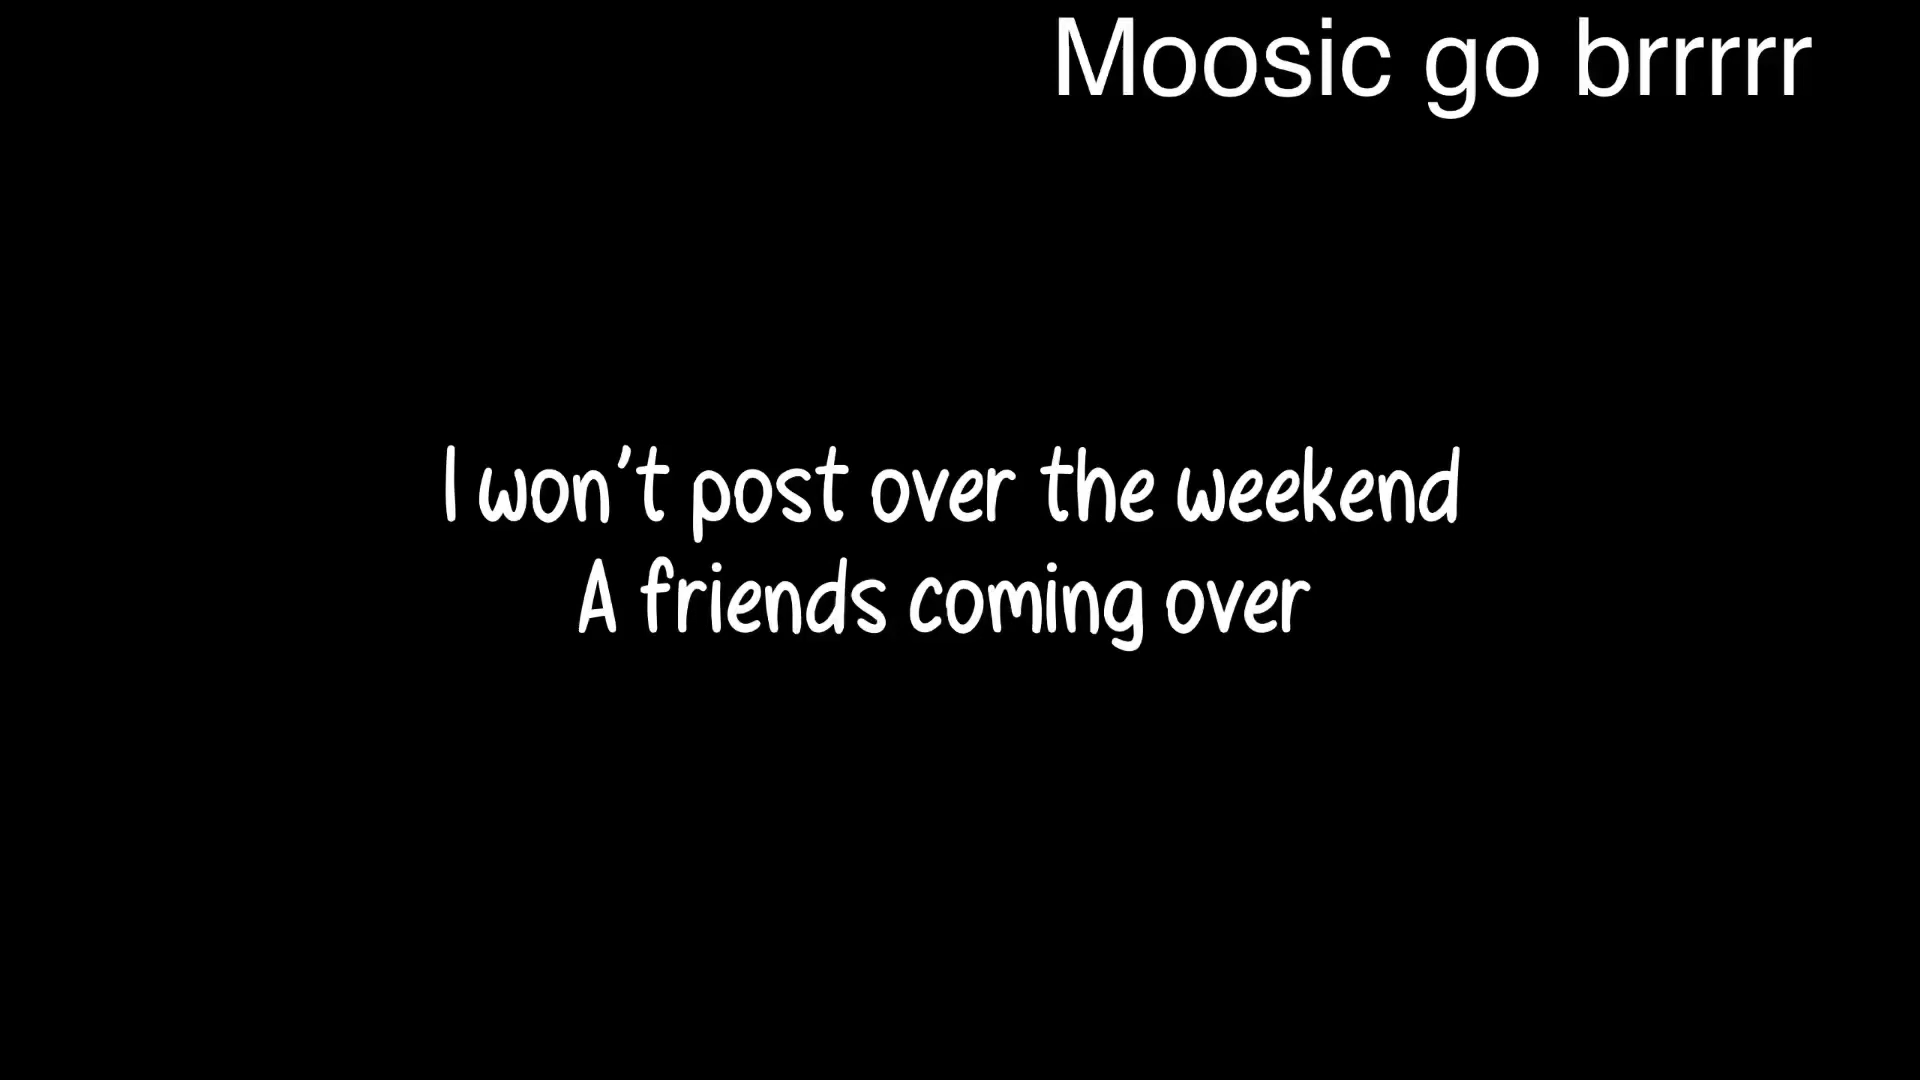 Moosic go brrrrr
I won't post over the weekend
A friends coming over